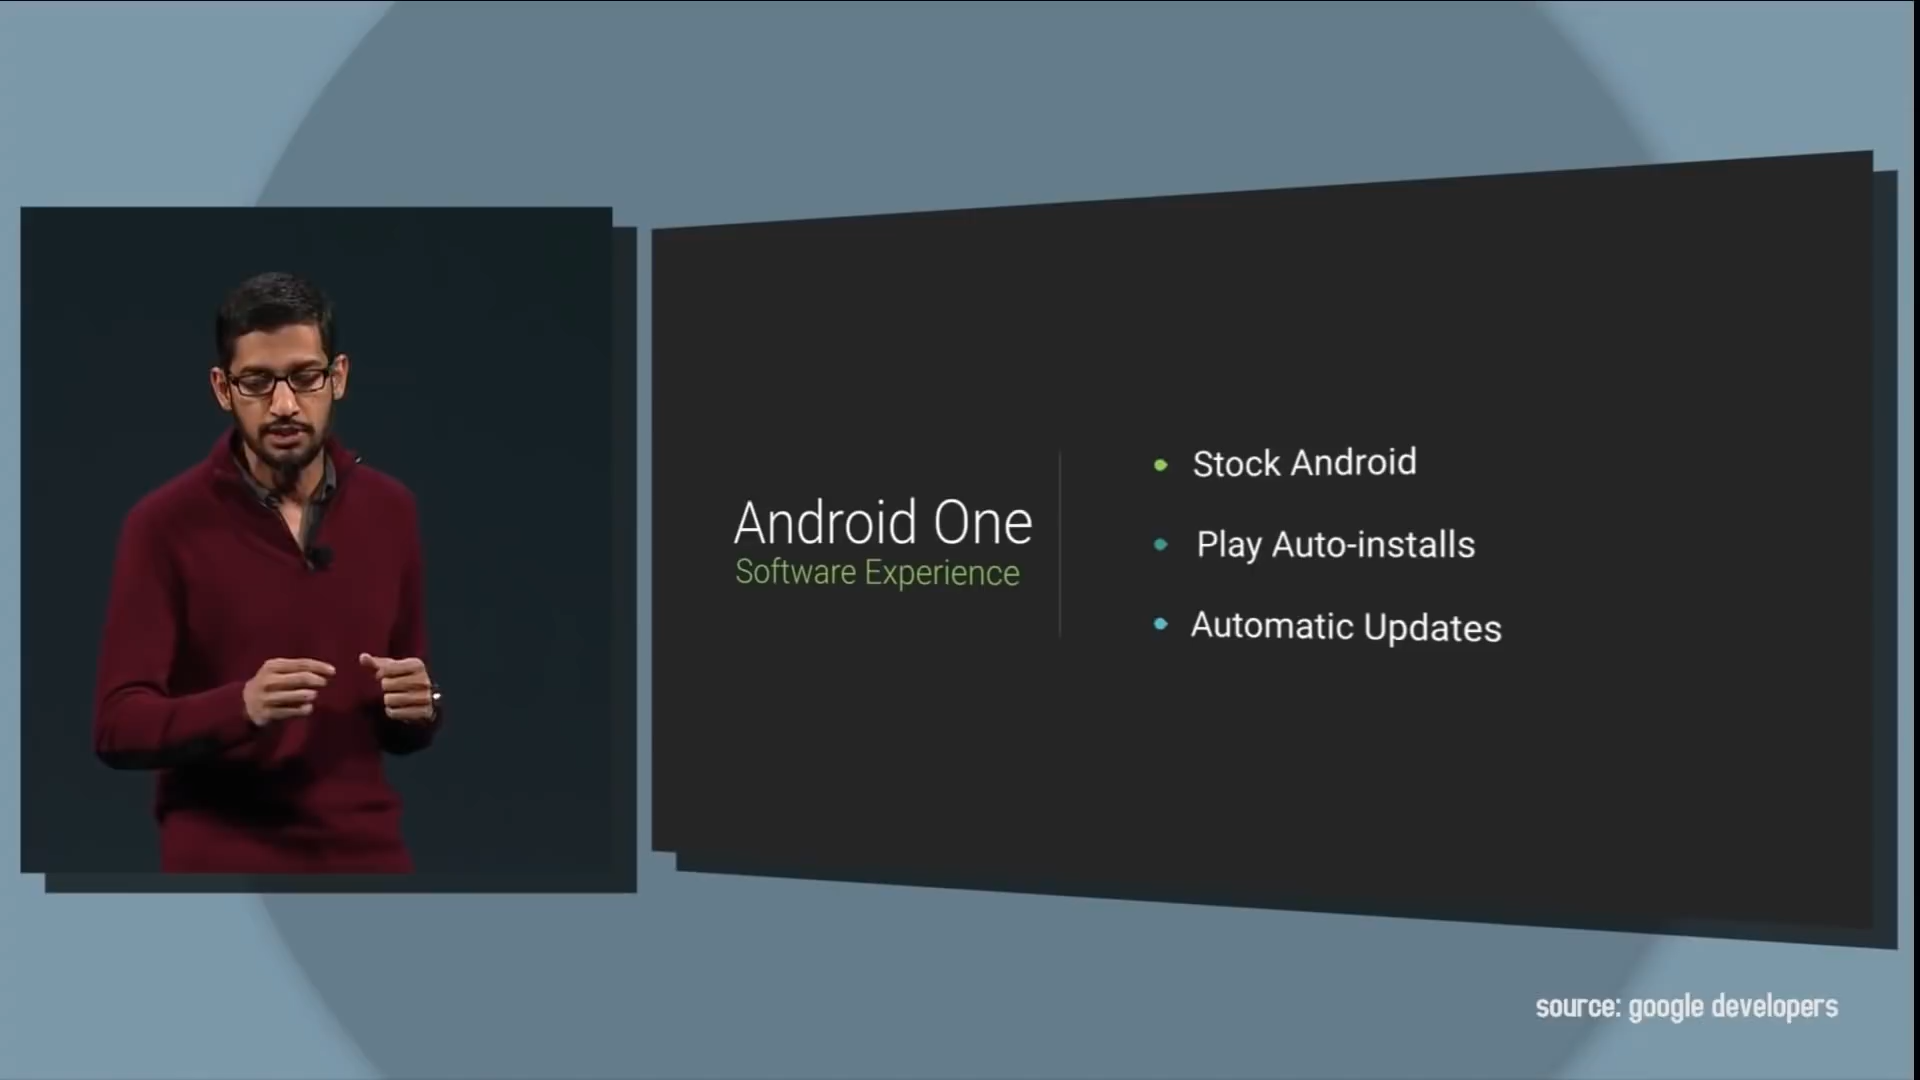 Android One
Software Experience
Stock Android
Play Auto-installs
Automatic Updates
source: google developers